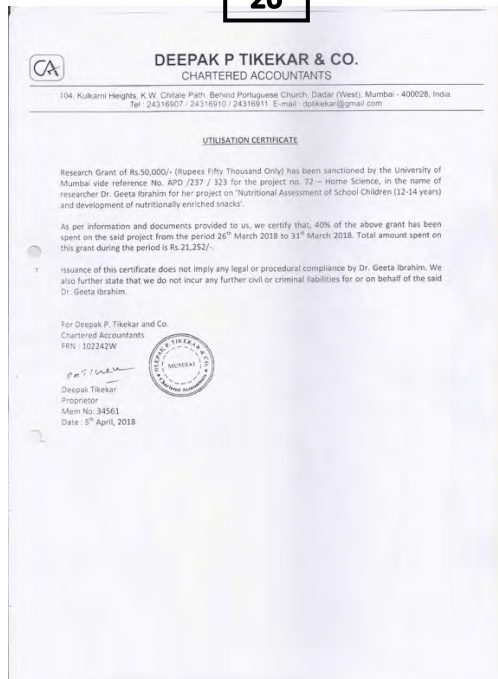 20
CA
DEEPAK P TIKEKAR & CO.
CHARTERED ACCOUNTANTS
104, Kulkarni Heights, K.W. Chitale Path, Behind Portuguese Church, Dadar (West), Mumbai - 400028, India
Tel : 24316907 / 24316910 / 24316911 E-mail : dptikekar@gmail.com
UTILISATION CERTIFICATE
Research Grant of Rs.50,000/- (Rupees Fifty Thousand Only) has been sanctioned by the University of
Mumbai vide reference No. APD /237 / 323 for the project no. 72 – Home Science, in the name of
researcher Dr. Geeta Ibrahim for her project on 'Nutritional Assessment of School Children (12-14 years)
and development of nutritionally enriched snacks'.
As per information and documents provided to us, we certify that, 40% of the above grant has been
spent on the said project from the period 26th March 2018 to 31st March 2018. Total amount spent on
this grant during the period is Rs.21,252/-.
Issuance of this certificate does not imply any legal or procedural compliance by Dr. Geeta Ibrahim. We
also further state that we do not incur any further civil or criminal liabilities for or on behalf of the said
Dr. Geeta Ibrahim.
For Deepak P. Tikekar and Co.
Chartered Accountants
FRN : 102242W
DEEPAK P. TIKEKAR & CO.
MUMBAI
Chartered Accountants
Deepak Tikekar
Proprietor
Mem No. 34561
Date : 5th April, 2018